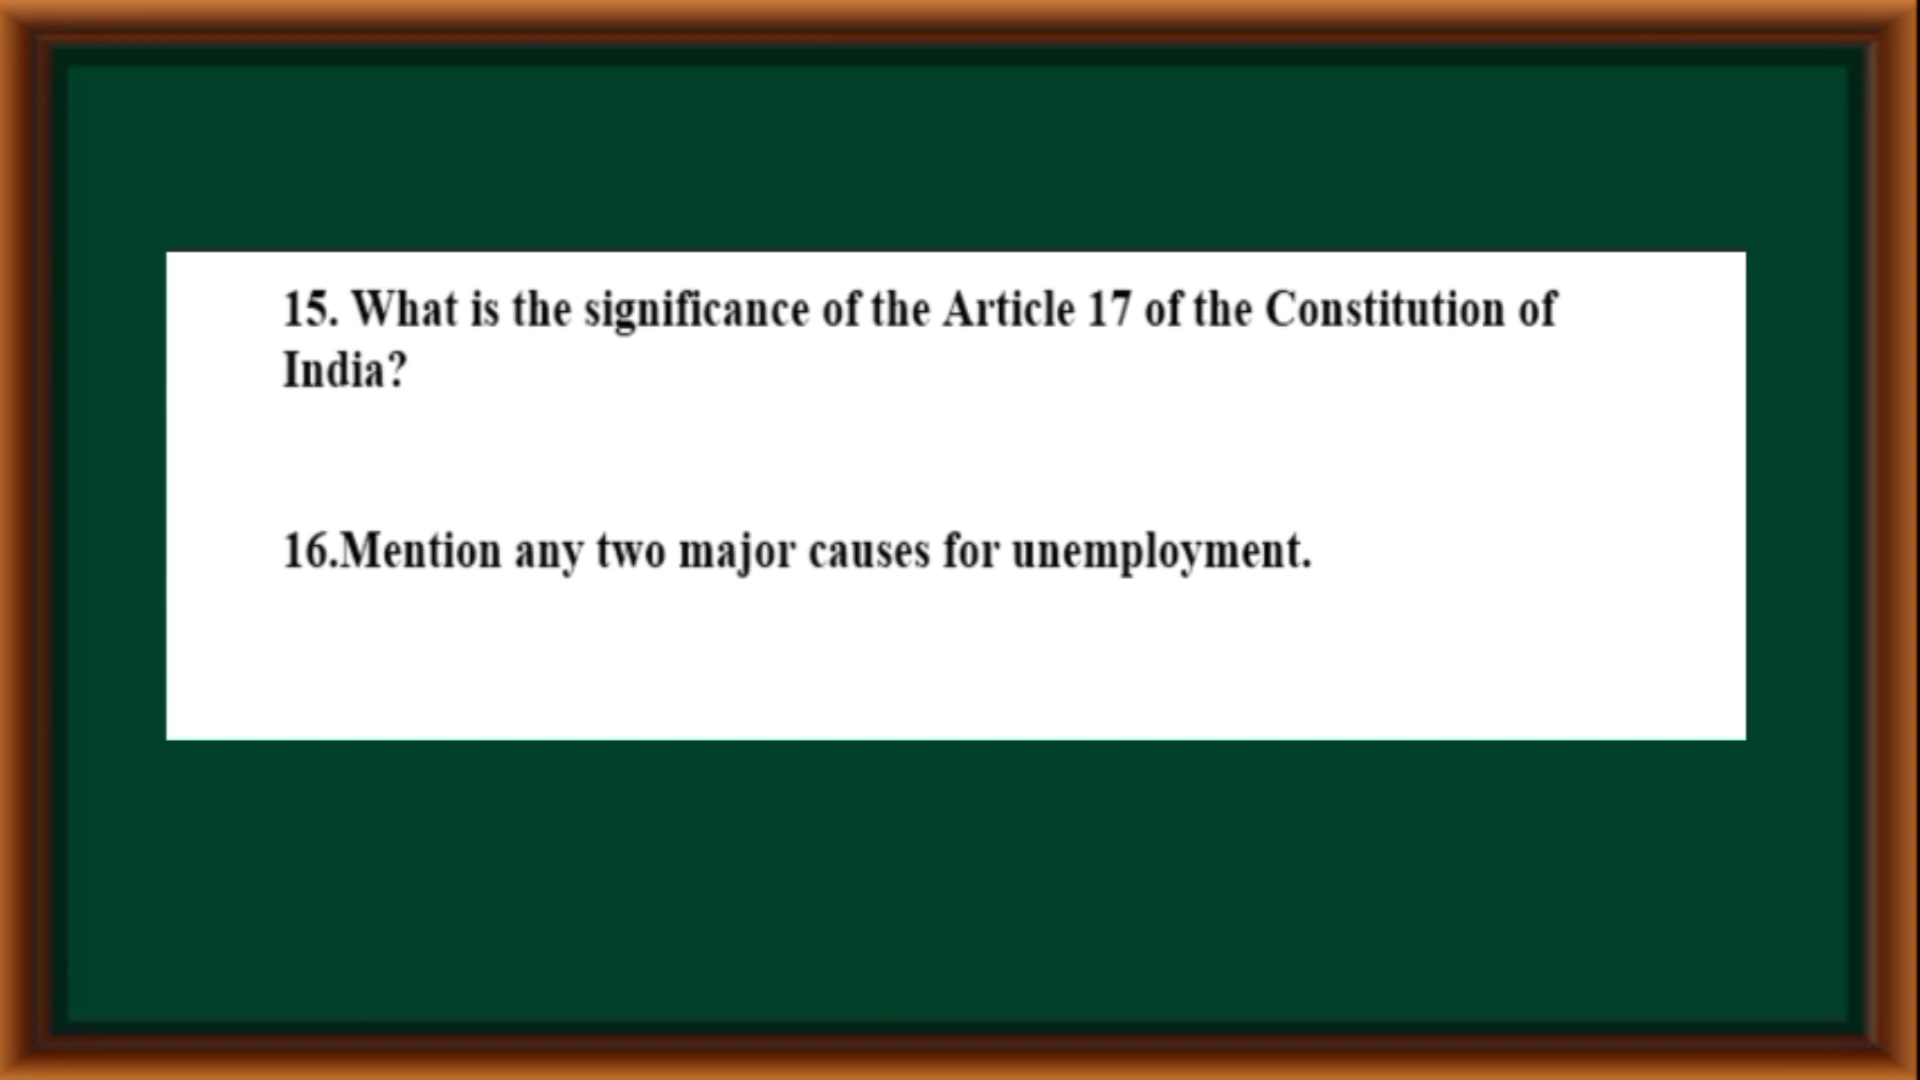 15. What is the significance of the Article 17 of the Constitution of
India?
16.Mention any two major causes for unemployment.